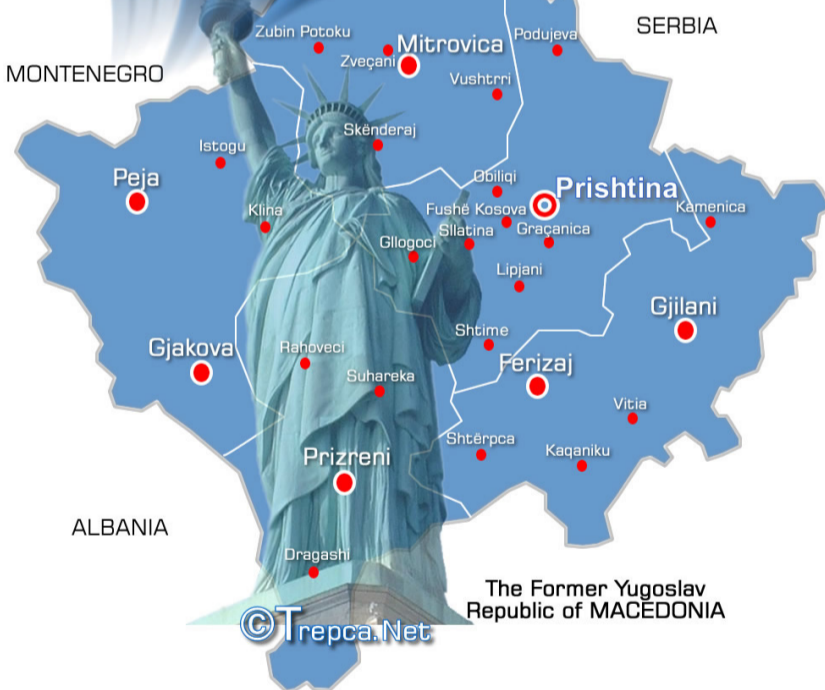 SERBIA
Zubin Potoku
Podujeva
Mitrovica
Zveçani
MONTENEGRO
Vushtrri
Skënderaj
Istogu
Peja
Obiliqi
Prishtina
Klina
Fushë Kosova
Kamenica
Sllatina
Graçanica
Gllogoci
Lipjani
Gjilani
Shtime
Gjakova
Rahoveci
Ferizaj
Suhareka
Vitia
Shtërpca
Kaqaniku
Prizreni
ALBANIA
Dragashi
The Former Yugoslav
Republic of MACEDONIA
©Trepca.Net